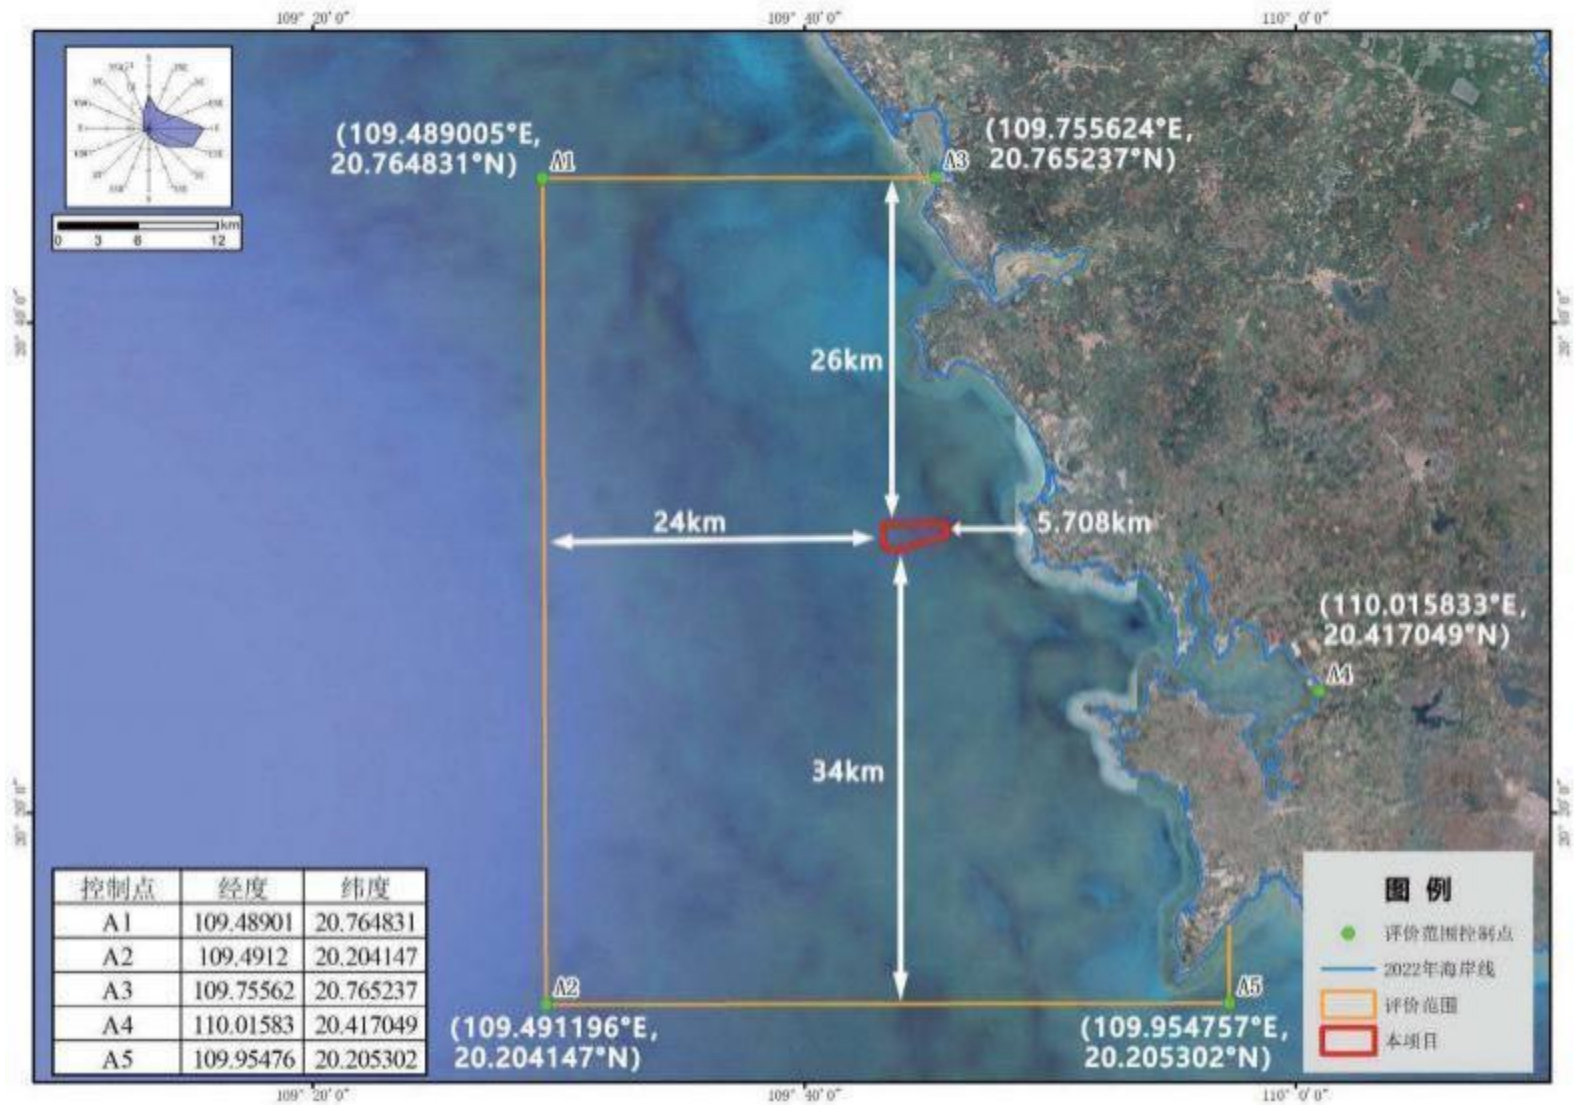 109° 20′ 0″
109° 40′ 0″
110° 0′ 0″
km
0 3 6 12
(109.489005°E,
20.764831°N)
A1
(109.755624°E,
20.765237°N)
A3
26km
24km
5.708km
(110.015833°E,
20.417049°N)
A4
34km
A2
(109.491196°E,
20.204147°N)
A5
(109.954757°E,
20.205302°N)
控制点 经度 纬度
A1 109.48901 20.764831
A2 109.4912 20.204147
A3 109.75562 20.765237
A4 110.01583 20.417049
A5 109.95476 20.205302
图 例
评价范围控制点
2022年海岸线
评价范围
本项目
109° 20′ 0″
109° 40′ 0″
110° 0′ 0″